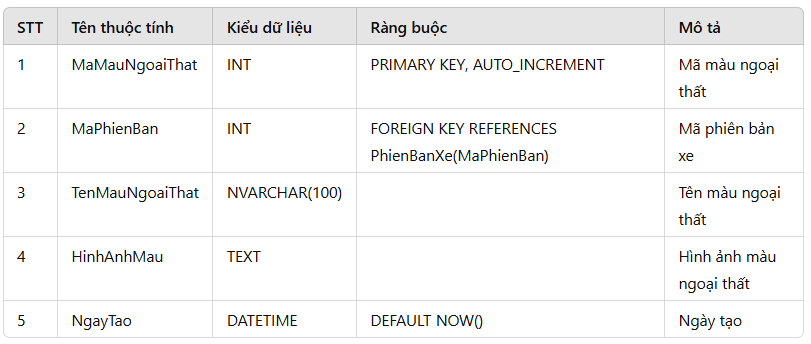 STT Tên thuộc tính Kiểu dữ liệu Ràng buộc Mô tả
1 MaMauNgoaiThat INT PRIMARY KEY, AUTO_INCREMENT Mã màu ngoại
thất
2 MaPhienBan INT FOREIGN KEY REFERENCES Mã phiên bản
PhienBanXe(MaPhienBan) xe
3 TenMauNgoaiThat NVARCHAR(100) Tên màu ngoại
thất
4 HinhAnhMau TEXT Hình ảnh màu
ngoại thất
5 NgayTao DATETIME DEFAULT NOW() Ngày tạo